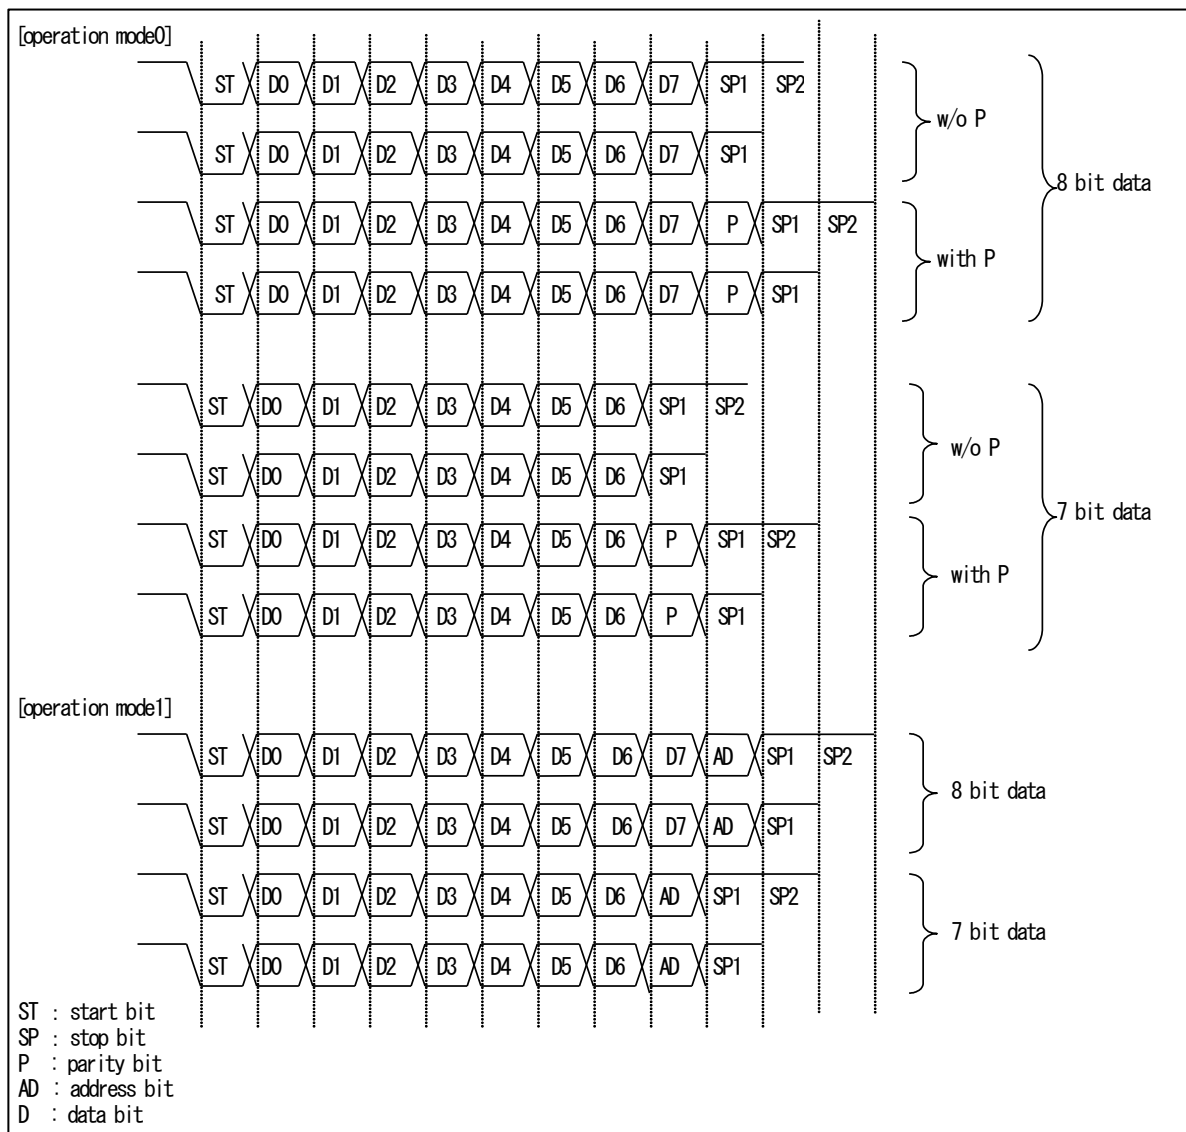 [operation mode0]
ST D0 D1 D2 D3 D4 D5 D6 D7 SP1 SP2
w/o P
ST D0 D1 D2 D3 D4 D5 D6 D7 SP1
8 bit data
ST D0 D1 D2 D3 D4 D5 D6 D7 P SP1 SP2
with P
ST D0 D1 D2 D3 D4 D5 D6 D7 P SP1
ST D0 D1 D2 D3 D4 D5 D6 SP1 SP2
w/o P
ST D0 D1 D2 D3 D4 D5 D6 SP1
7 bit data
ST D0 D1 D2 D3 D4 D5 D6 P SP1 SP2
with P
ST D0 D1 D2 D3 D4 D5 D6 P SP1
[operation mode1]
ST D0 D1 D2 D3 D4 D5 D6 D7 AD SP1 SP2
8 bit data
ST D0 D1 D2 D3 D4 D5 D6 D7 AD SP1
ST D0 D1 D2 D3 D4 D5 D6 AD SP1 SP2
7 bit data
ST D0 D1 D2 D3 D4 D5 D6 AD SP1
ST : start bit
SP : stop bit
P : parity bit
AD : address bit
D : data bit